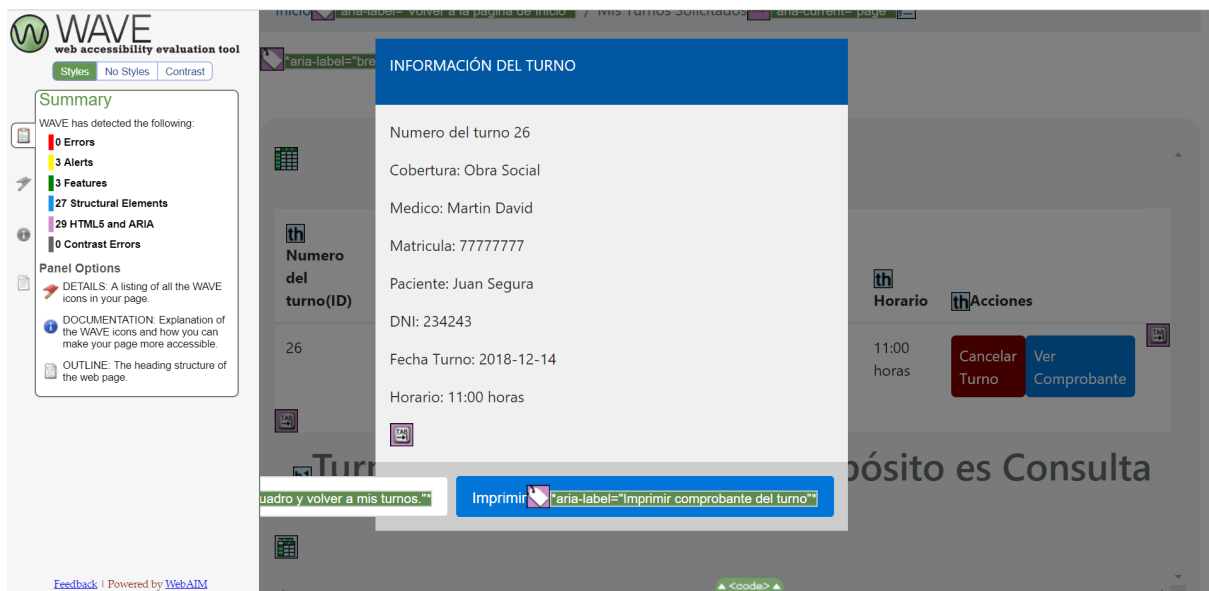 WAVE
web accessibility evaluation tool
Styles No Styles Contrast
Summary
WAVE has detected the following:
0 Errors
3 Alerts
3 Features
27 Structural Elements
29 HTML5 and ARIA
0 Contrast Errors
Panel Options
DETAILS: A listing of all the WAVE
icons in your page.
DOCUMENTATION: Explanation of
the WAVE icons and how you can
make your page more accessible.
OUTLINE: The heading structure of
the web page.
Feedback | Powered by WebAIM
Inicio aria-label="Volver a la pagina de inicio" / Mis Turnos Solicitados aria-current="page"
*aria-label="bre
INFORMACIÓN DEL TURNO
Numero del turno 26
Cobertura: Obra Social
Medico: Martin David
Matricula: 77777777
Paciente: Juan Segura
DNI: 234243
Fecha Turno: 2018-12-14
Horario: 11:00 horas
TAB
uadro y volver a mis turnos."*
Imprimir *aria-label="Imprimir comprobante del turno"*
th
Numero
del
turno(ID)
th
Horario
th Acciones
26
11:00
horas
Cancelar
Turno
Ver
Comprobante
TAB
TAB
h1 Turn
pósito es Consulta
<code>